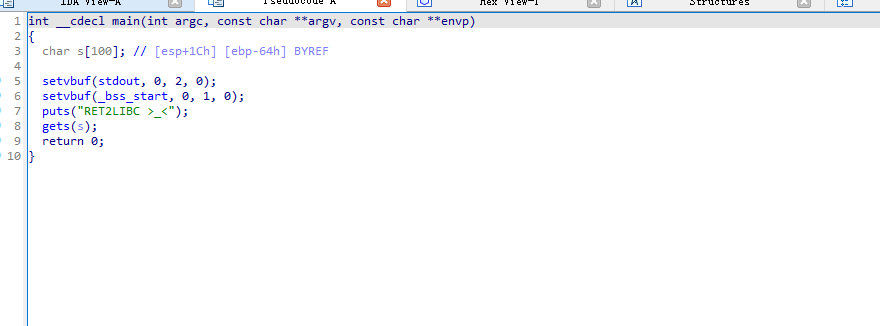 IDA View-A Pseudocode A Hex View-1 Structures
1 int __cdecl main(int argc, const char **argv, const char **envp)
2 {
3 char s[100]; // [esp+1Ch] [ebp-64h] BYREF
4
5 setvbuf(stdout, 0, 2, 0);
6 setvbuf(_bss_start, 0, 1, 0);
7 puts("RET2LIBC >_<");
8 gets(s);
9 return 0;
10 }